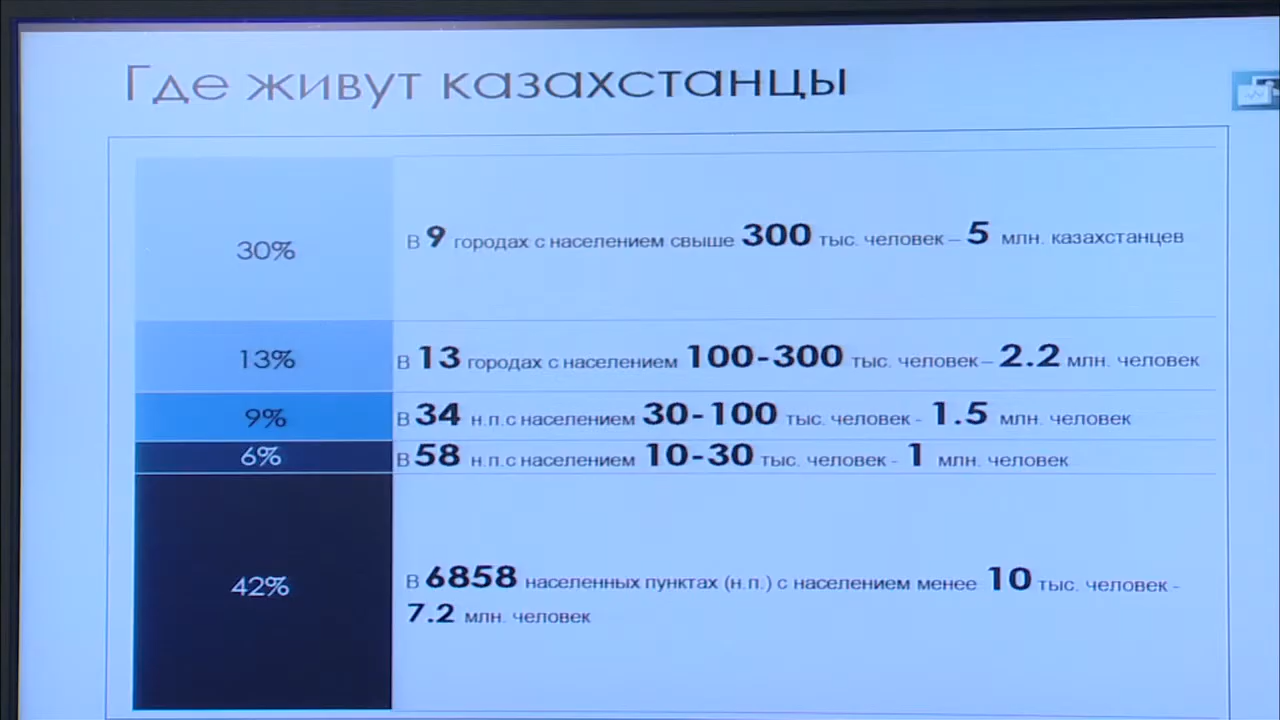 Где живут казахстанцы
30%
В 9 городах с населением свыше 300 тыс. человек – 5 млн. казахстанцев
13%
В 13 городах с населением 100-300 тыс. человек – 2.2 млн. человек
9%
В 34 н.п.с населением 30-100 тыс. человек - 1.5 млн. человек
6%
В 58 н.п.с населением 10-30 тыс. человек - 1 млн. человек
42%
В 6858 населенных пунктах (н.п.) с населением менее 10 тыс. человек -
7.2 млн. человек